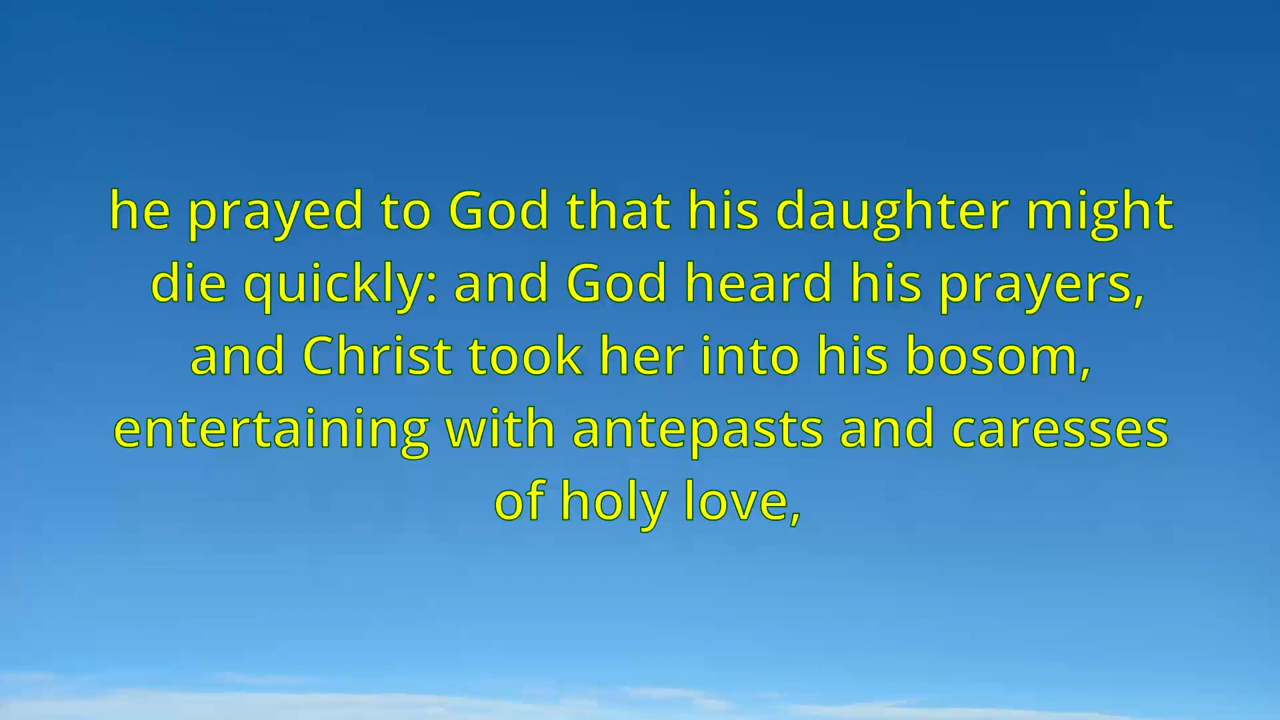 he prayed to God that his daughter might
die quickly: and God heard his prayers,
and Christ took her into his bosom,
entertaining with antepasts and caresses
of holy love,